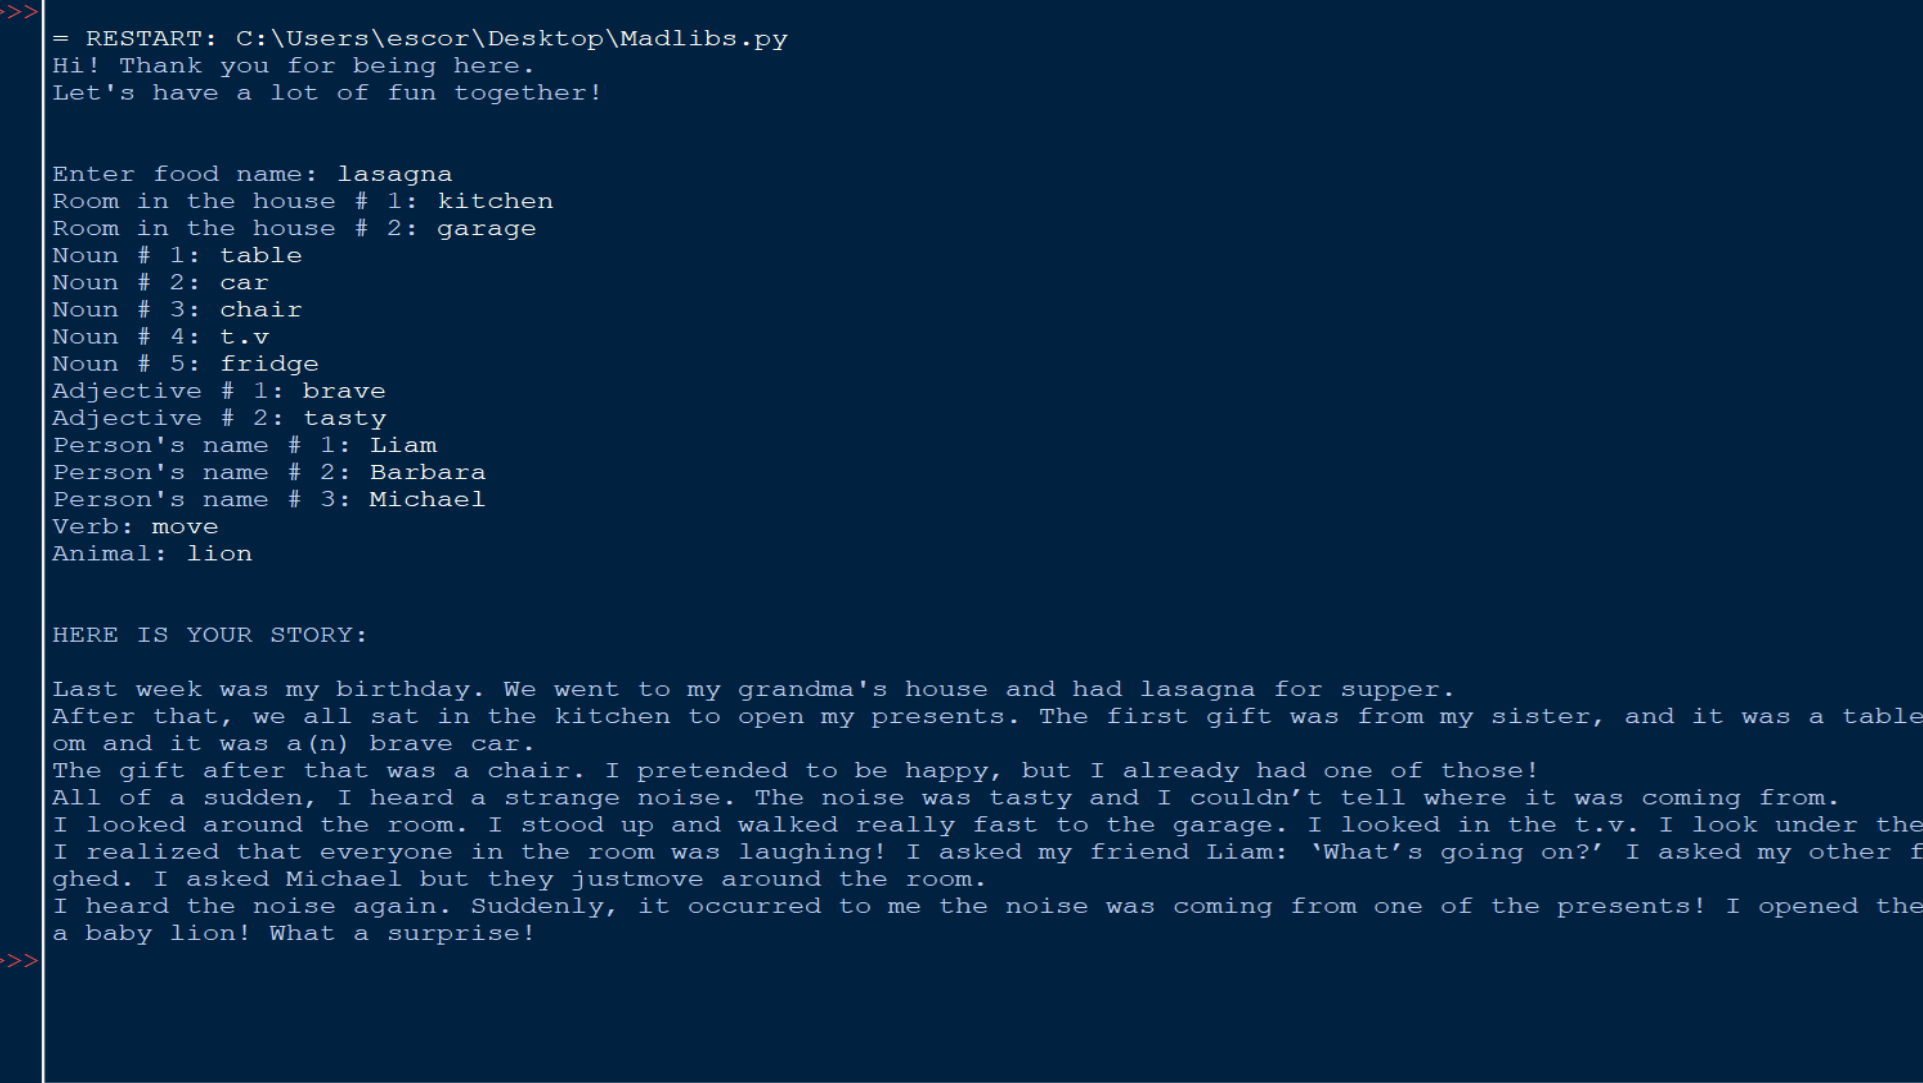 >>>
= RESTART: C:\Users\escor\Desktop\Madlibs.py
Hi! Thank you for being here.
Let's have a lot of fun together!
Enter food name: lasagna
Room in the house # 1: kitchen
Room in the house # 2: garage
Noun # 1: table
Noun # 2: car
Noun # 3: chair
Noun # 4: t.v
Noun # 5: fridge
Adjective # 1: brave
Adjective # 2: tasty
Person's name # 1: Liam
Person's name # 2: Barbara
Person's name # 3: Michael
Verb: move
Animal: lion
HERE IS YOUR STORY:
Last week was my birthday. We went to my grandma's house and had lasagna for supper.
After that, we all sat in the kitchen to open my presents. The first gift was from my sister, and it was a table
om and it was a(n) brave car.
The gift after that was a chair. I pretended to be happy, but I already had one of those!
All of a sudden, I heard a strange noise. The noise was tasty and I couldn’t tell where it was coming from.
I looked around the room. I stood up and walked really fast to the garage. I looked in the t.v. I look under the
I realized that everyone in the room was laughing! I asked my friend Liam: ‘What’s going on?’ I asked my other f
ghed. I asked Michael but they justmove around the room.
I heard the noise again. Suddenly, it occurred to me the noise was coming from one of the presents! I opened the
a baby lion! What a surprise!
>>>